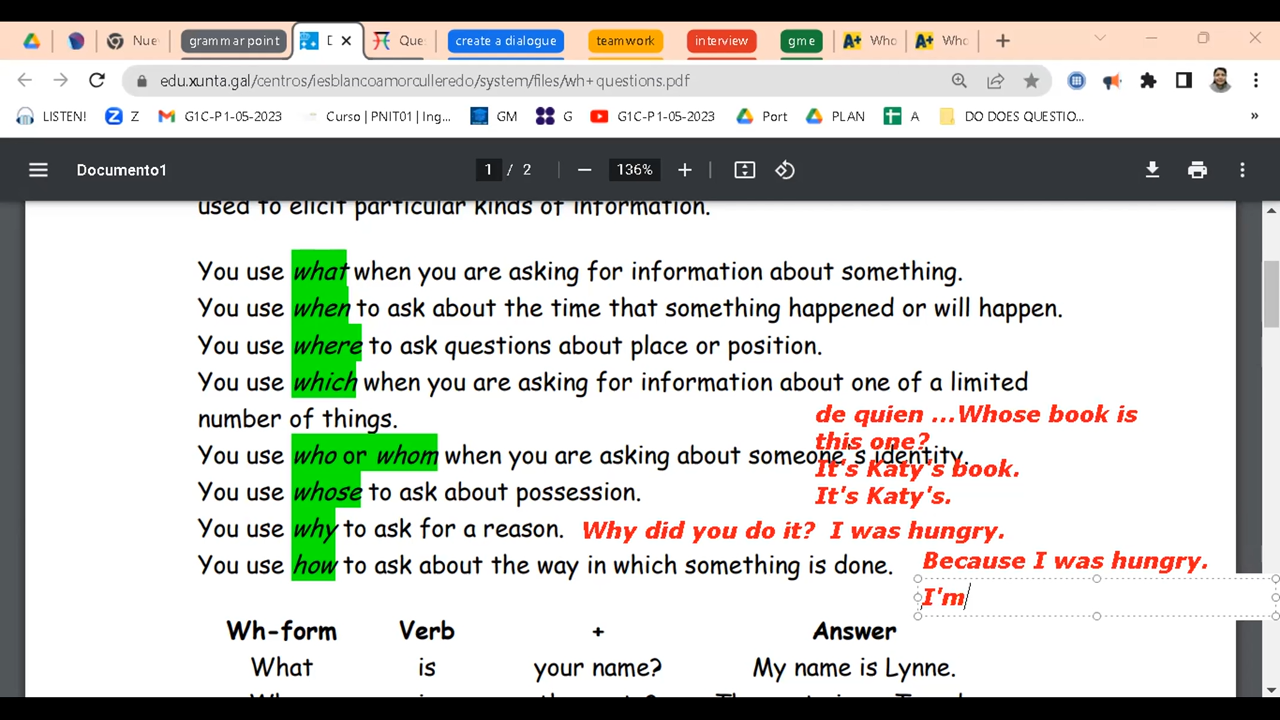 Nue
grammar point
Que
create a dialogue
teamwork
interview
gme
Who
Who
edu.xunta.gal/centros/iesblancoamorculleredo/system/files/wh+questions.pdf
LISTEN!
Z
G1C-P1-05-2023
Curso | PNIT01 | Ing...
GM
G
G1C-P1-05-2023
Port
PLAN
A
DO DOES QUESTIO...
»
Documento1
1 / 2
136%
used to elicit particular kinds of information.
You use what when you are asking for information about something.
You use when to ask about the time that something happened or will happen.
You use where to ask questions about place or position.
You use which when you are asking for information about one of a limited
number of things.
de quien ...Whose book is
this one?
You use who or whom when you are asking about someone's identity.
It's Katy's book.
You use whose to ask about possession.
It's Katy's.
You use why to ask for a reason. Why did you do it? I was hungry.
You use how to ask about the way in which something is done.
Because I was hungry.
I'm
Wh-form Verb + Answer
What is your name? My name is Lynne.